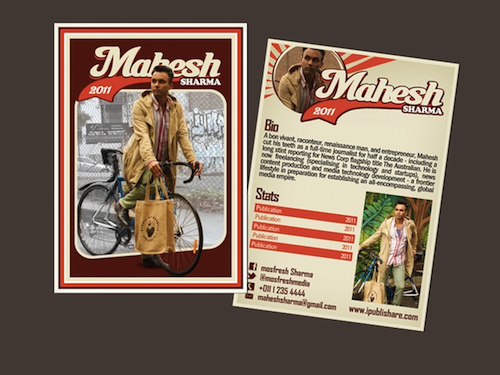 Mahesh
SHARMA
2011
Mahesh
SHARMA
2011
Bio
A bon vivant, raconteur, renaissance man, and entrepreneur, Mahesh
cut his teeth as a full-time journalist for half a decade - including a
long stint reporting for News Corp flagship title The Australian. He is
now freelancing (specialising in technology and startups), news
content production and media technology development - a frontier
lifestyle in preparation for establishing an all-encompassing, global
media empire.
Stats
Publication 2011
Publication 2011
Publication 2011
Publication 2011
Publication 2011
mosfresh Sharma
@mosfreshmedia
+011 1 235 4444
maheshsharma@gmail.com
www.ipublishare.com